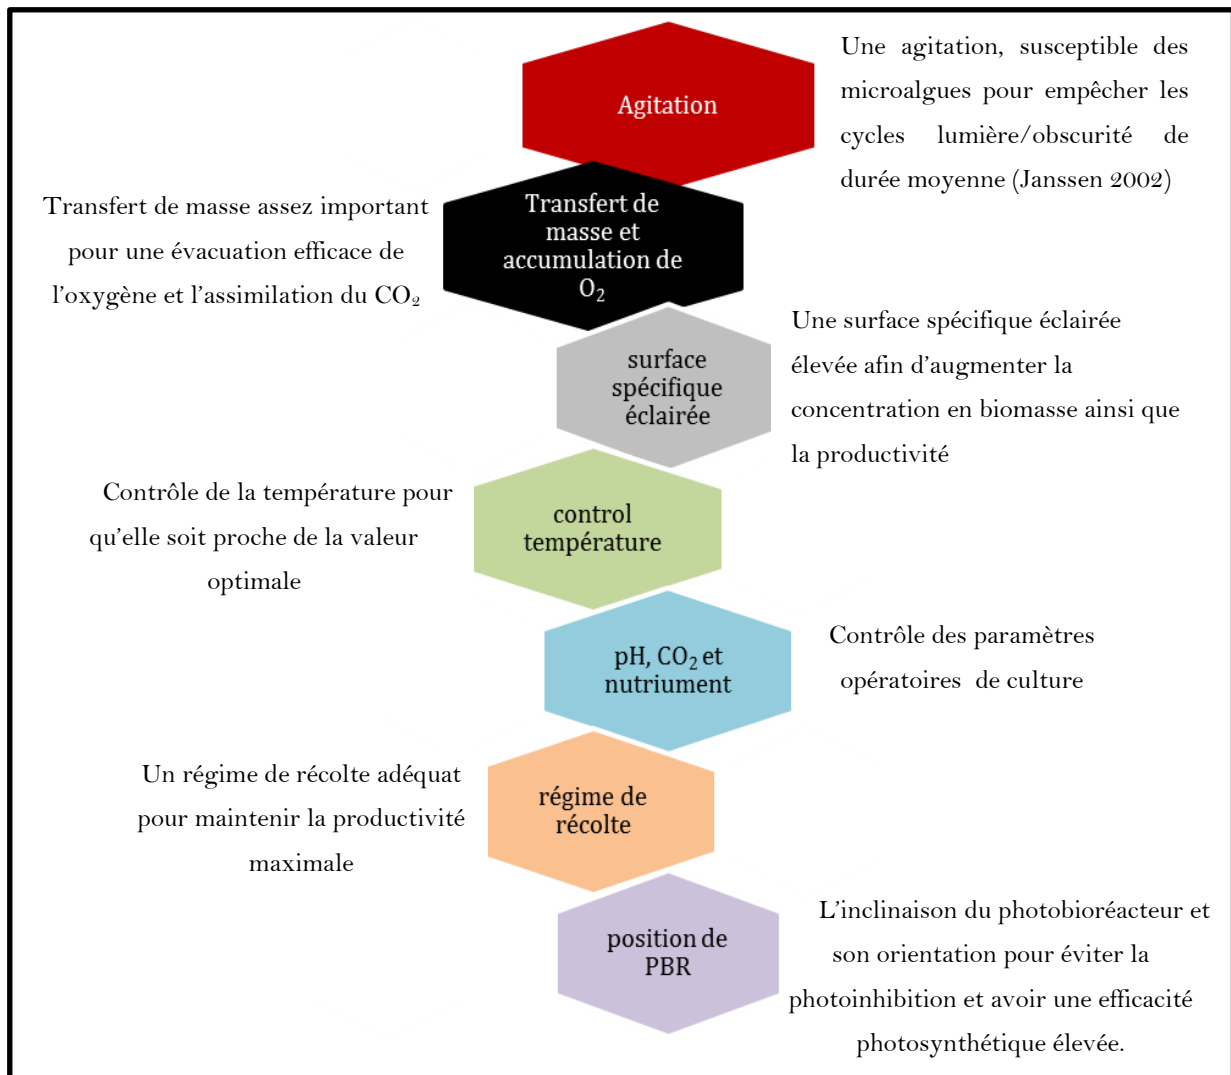 Agitation
Une agitation, susceptible des
microalgues pour empêcher les
cycles lumière/obscurité de
durée moyenne (Janssen 2002)
Transfert de masse assez important
pour une évacuation efficace de
l'oxygène et l'assimilation du CO₂
Transfert de
masse et
accumulation de
O₂
surface
spécifique
éclairée
Une surface spécifique éclairée
élevée afin d'augmenter la
concentration en biomasse ainsi que
la productivité
Contrôle de la température pour
qu'elle soit proche de la valeur
optimale
control
température
pH, CO₂ et
nutriument
Contrôle des paramètres
opératoires de culture
Un régime de récolte adéquat
pour maintenir la productivité
maximale
régime de
récolte
position de
PBR
L'inclinaison du photobioréacteur et
son orientation pour éviter la
photoinhibition et avoir une efficacité
photosynthétique élevée.